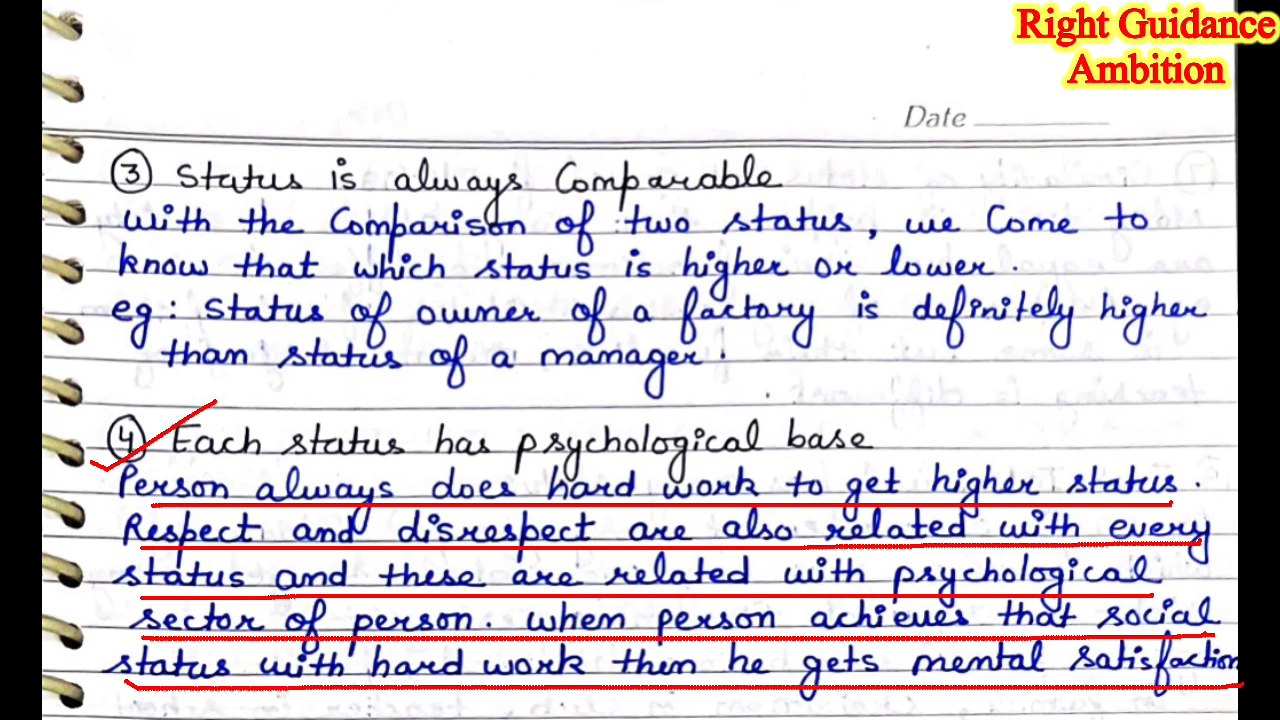 Right Guidance
Ambition
Date
③ Status is always Comparable
with the Comparison of two status, we Come to
know that which status is higher or lower.
eg: Status of owner of a factory is definitely higher
than status of a manager.
④ Each status has psychological base
Person always does hard work to get higher status.
Respect and disrespect are also related with every
status and these are related with psychological
sector of person. when person achieves that social
status with hard work then he gets mental satisfaction